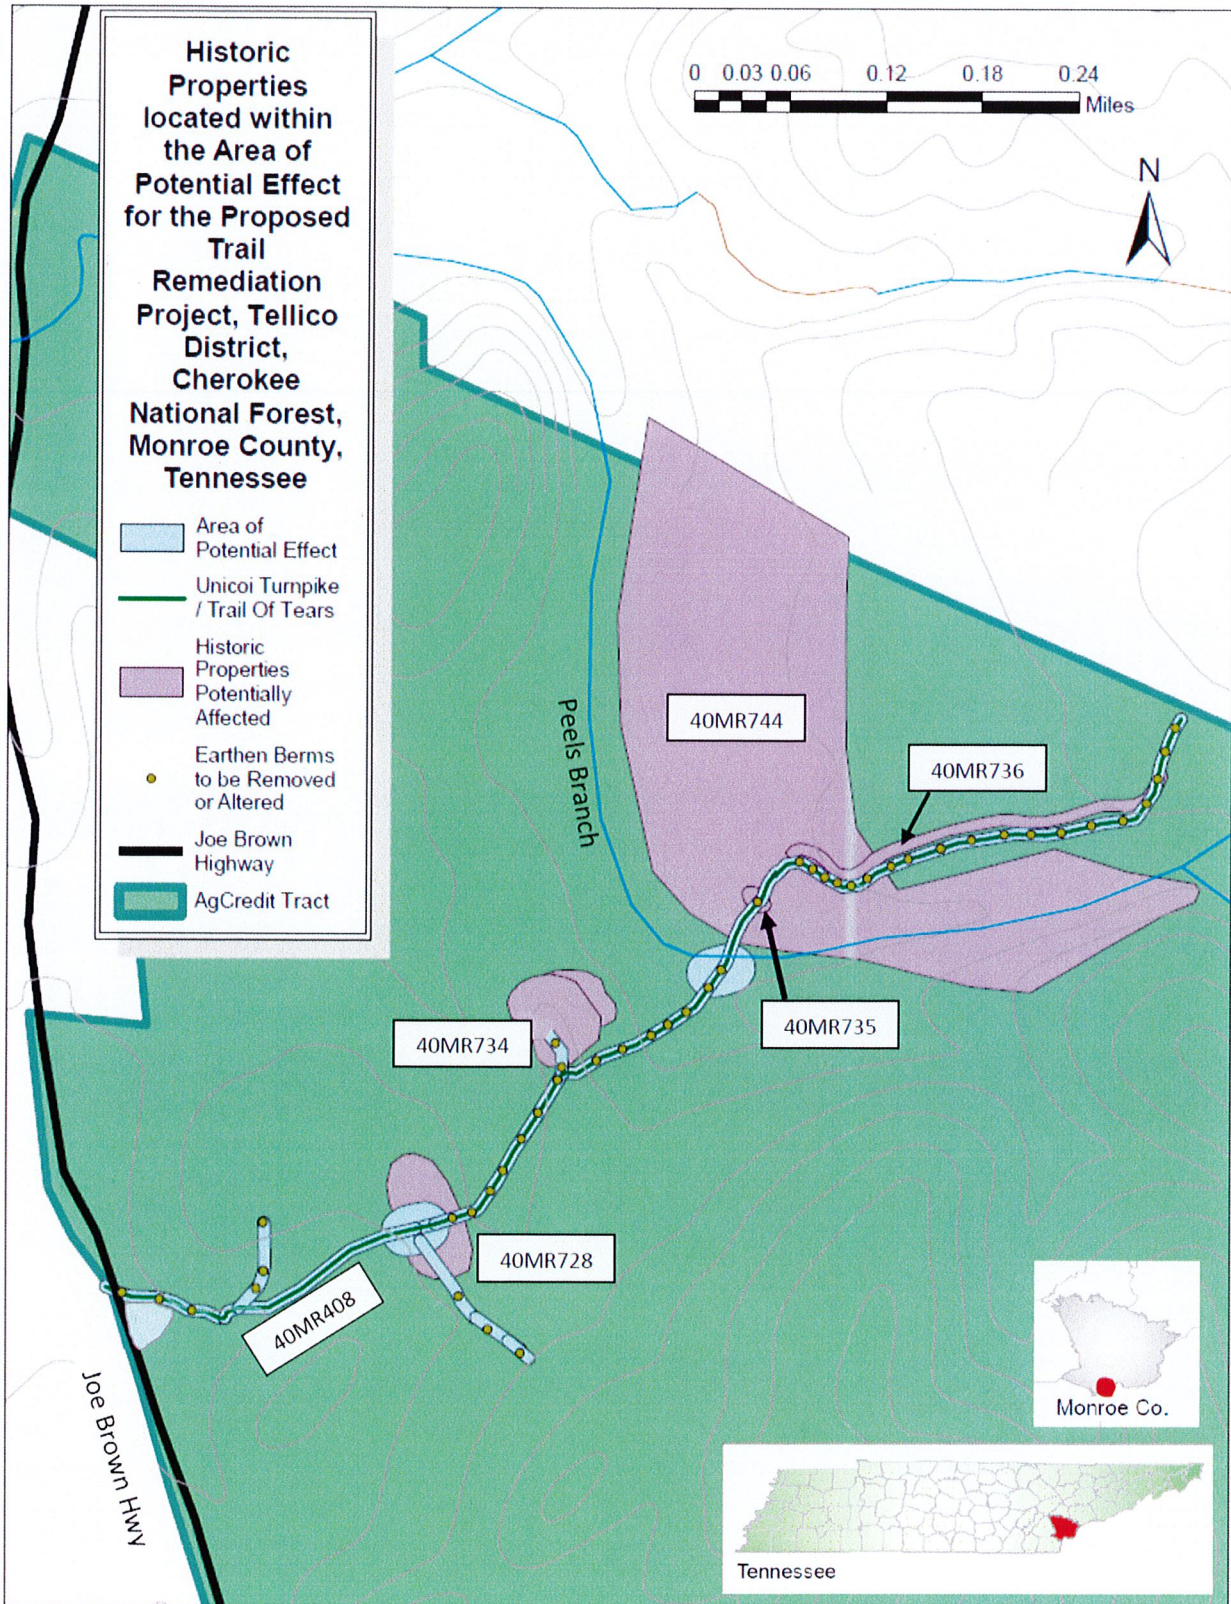 Historic
Properties
located within
the Area of
Potential Effect
for the Proposed
Trail
Remediation
Project, Tellico
District,
Cherokee
National Forest,
Monroe County,
Tennessee
Area of
Potential Effect
Unicoi Turnpike
/ Trail Of Tears
Historic
Properties
Potentially
Affected
Earthen Berms
to be Removed
or Altered
Joe Brown
Highway
AgCredit Tract
0 0.03 0.06 0.12 0.18 0.24
Miles
N
Peels Branch
40MR744
40MR736
40MR735
40MR734
40MR728
40MR408
Joe Brown Hwy
Monroe Co.
Tennessee